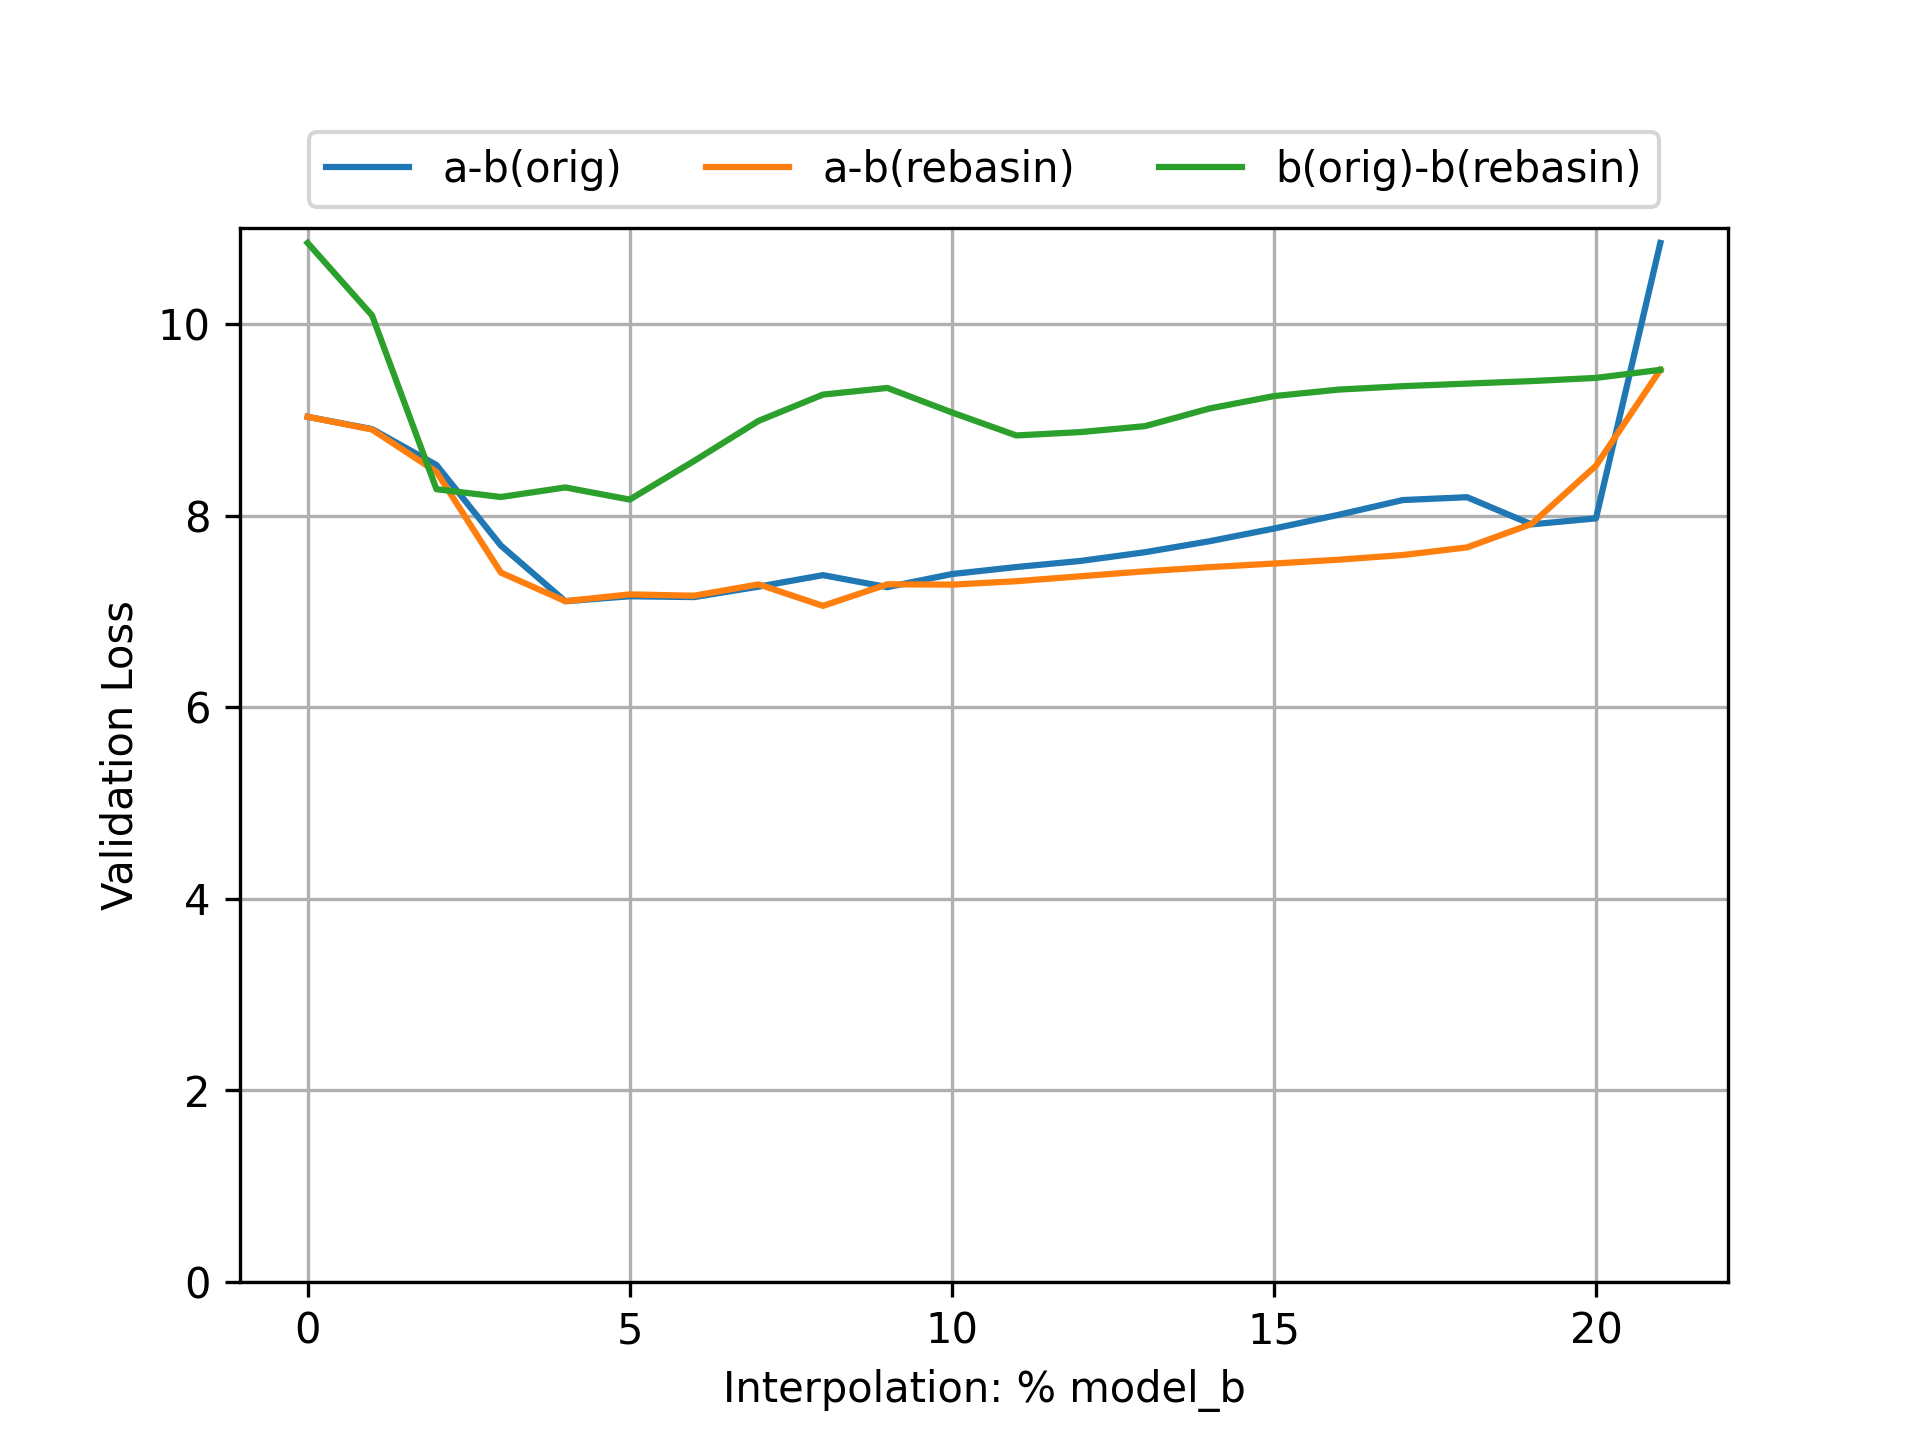 a-b(orig) a-b(rebasin) b(orig)-b(rebasin)
10
8
6
4
2
0
Validation Loss
0 5 10 15 20
Interpolation: % model_b